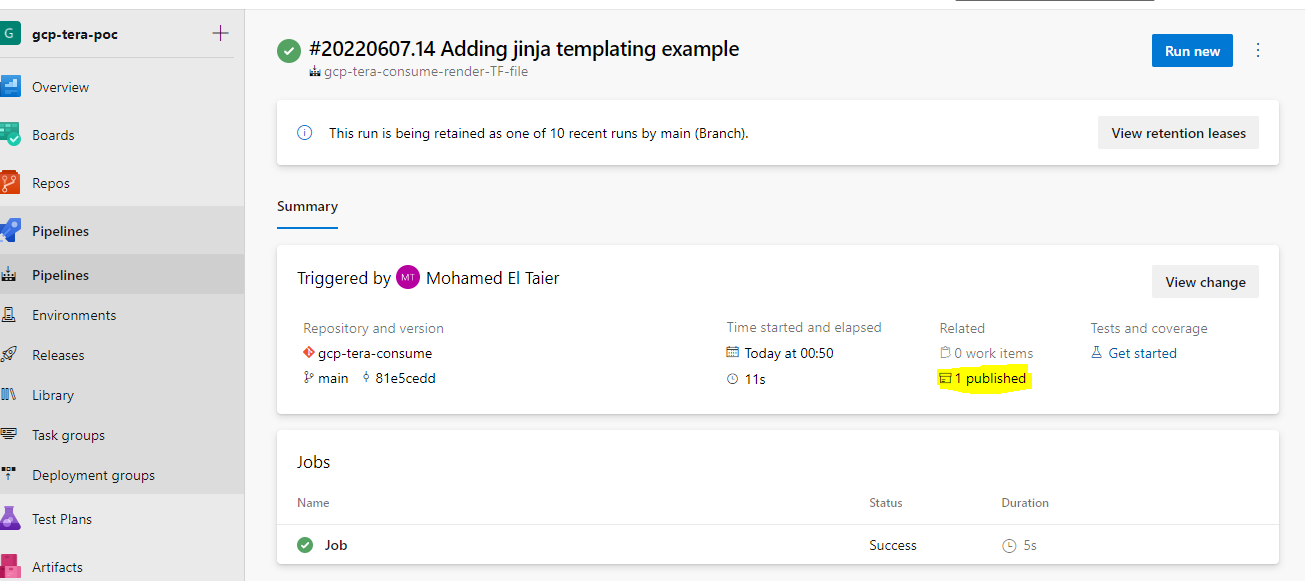 G gcp-tera-poc
Overview
Boards
Repos
Pipelines
Pipelines
Environments
Releases
Library
Task groups
Deployment groups
Test Plans
Artifacts
#20220607.14 Adding jinja templating example
Run new
gcp-tera-consume-render-TF-file
This run is being retained as one of 10 recent runs by main (Branch).
View retention leases
Summary
Triggered by MT Mohamed El Taier
View change
Repository and version
gcp-tera-consume
main 81e5cedd
Time started and elapsed
Today at 00:50
11s
Related
0 work items
1 published
Tests and coverage
Get started
Jobs
Name Status Duration
Job Success 5s